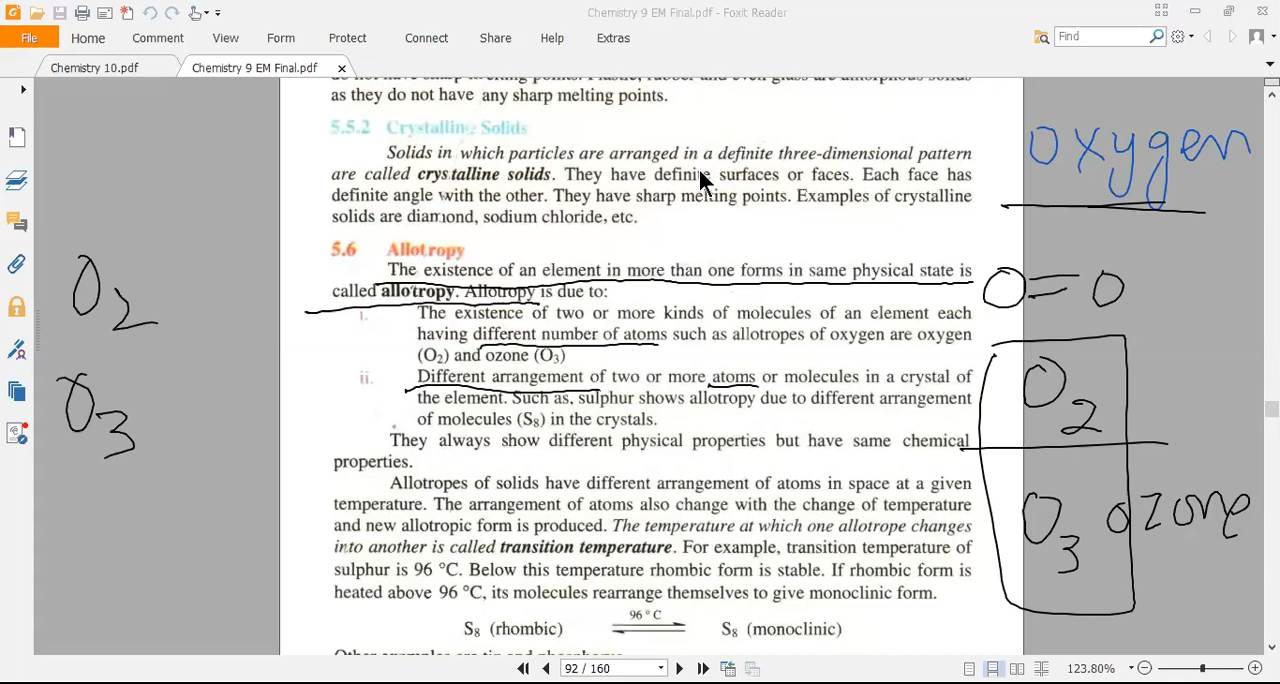 Chemistry 9 EM Final.pdf - Foxit Reader
File Home Comment View Form Protect Connect Share Help Extras Find
Chemistry 10.pdf Chemistry 9 EM Final.pdf
as they do not have any sharp melting points.
5.5.2 Crystalline Solids
Solids in which particles are arranged in a definite three-dimensional pattern
are called crystalline solids. They have definite surfaces or faces. Each face has
definite angle with the other. They have sharp melting points. Examples of crystalline
solids are diamond, sodium chloride, etc.
5.6 Allotropy
The existence of an element in more than one forms in same physical state is
called allotropy. Allotropy is due to:
i. The existence of two or more kinds of molecules of an element each
having different number of atoms such as allotropes of oxygen are oxygen
(O₂) and ozone (O₃)
ii. Different arrangement of two or more atoms or molecules in a crystal of
the element. Such as, sulphur shows allotropy due to different arrangement
of molecules (S₈) in the crystals.
They always show different physical properties but have same chemical
properties.
Allotropes of solids have different arrangement of atoms in space at a given
temperature. The arrangement of atoms also change with the change of temperature
and new allotropic form is produced. The temperature at which one allotrope changes
into another is called transition temperature. For example, transition temperature of
sulphur is 96 °C. Below this temperature rhombic form is stable. If rhombic form is
heated above 96 °C, its molecules rearrange themselves to give monoclinic form.
96 °C
S₈ (rhombic) S₈ (monoclinic)
O₂
O₃
oxygen
O=O
O₂
O₃ ozone
92 / 160 123.80%